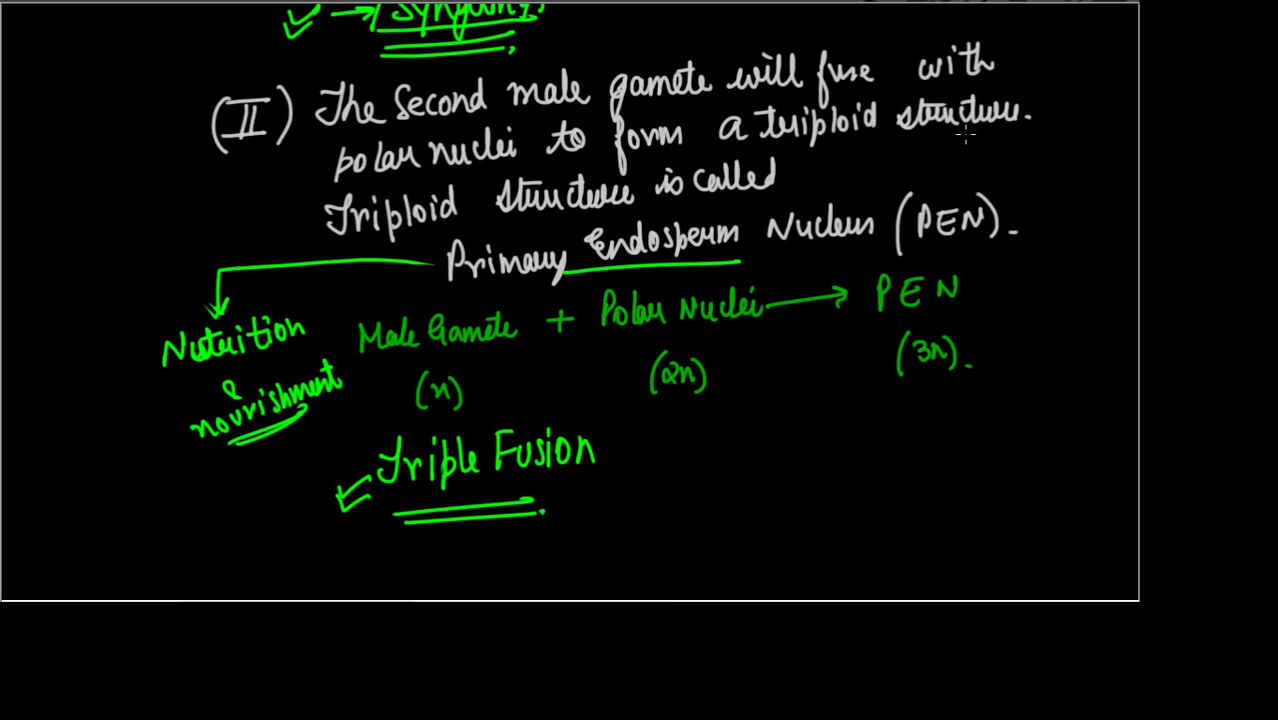 → Syngamy.
(II) The Second male gamete will fuse with
polar nuclei to form a triploid structure.
Triploid structure is called
Primary Endosperm Nucleus (PEN).
Nutrition
&
nourishment
Male Gamete + Polar Nuclei → PEN
(n) (2n) (3n).
Triple Fusion